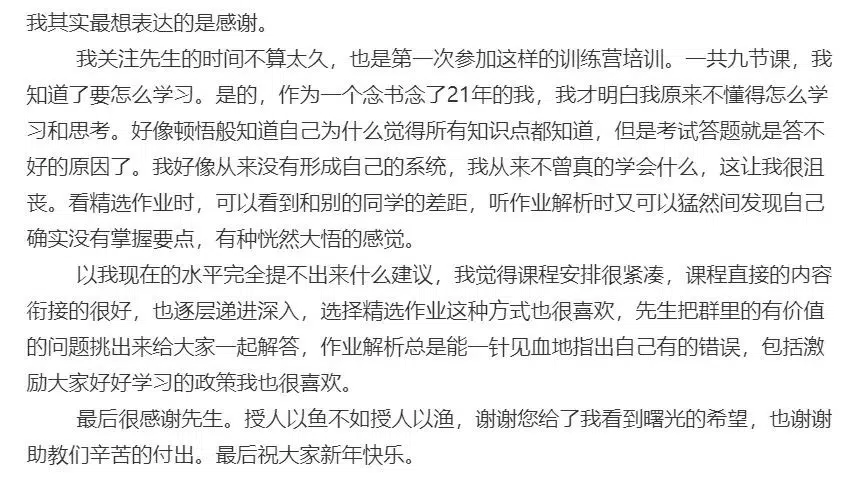 我其实最想表达的是感谢。
我关注先生的时间不算太久，也是第一次参加这样的训练营培训。一共九节课，我
知道了要怎么学习。是的，作为一个念书念了21年的我，我才明白我原来不懂得怎么学
习和思考。好像顿悟般知道自己为什么觉得所有知识点都知道，但是考试答题就是答不
好的原因了。我好像从来没有形成自己的系统，我从来不曾真的学会什么，这让我很沮
丧。看精选作业时，可以看到和别的同学的差距，听作业解析时又可以猛然间发现自己
确实没有掌握要点，有种恍然大悟的感觉。
以我现在的水平完全提不出来什么建议，我觉得课程安排很紧凑，课程直接的内容
衔接的很好，也逐层递进深入，选择精选作业这种方式也很喜欢，先生把群里的有价值
的问题挑出来给大家一起解答，作业解析总是能一针见血地指出自己有的错误，包括激
励大家好好学习的政策我也很喜欢。
最后很感谢先生。授人以鱼不如授人以渔，谢谢您给了我看到曙光的希望，也谢谢
助教们辛苦的付出。最后祝大家新年快乐。